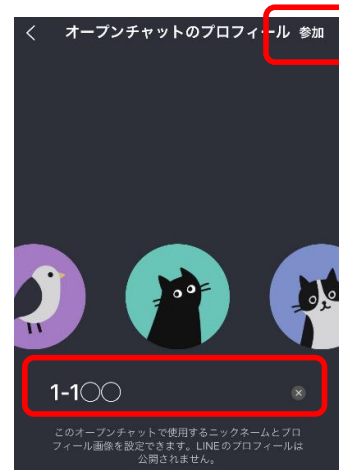 オープンチャットのプロフィール 参加
1-1○○
このオープンチャットで使用するニックネームとプロ
フィール画像を設定できます。LINEのプロフィールは
公開されません。